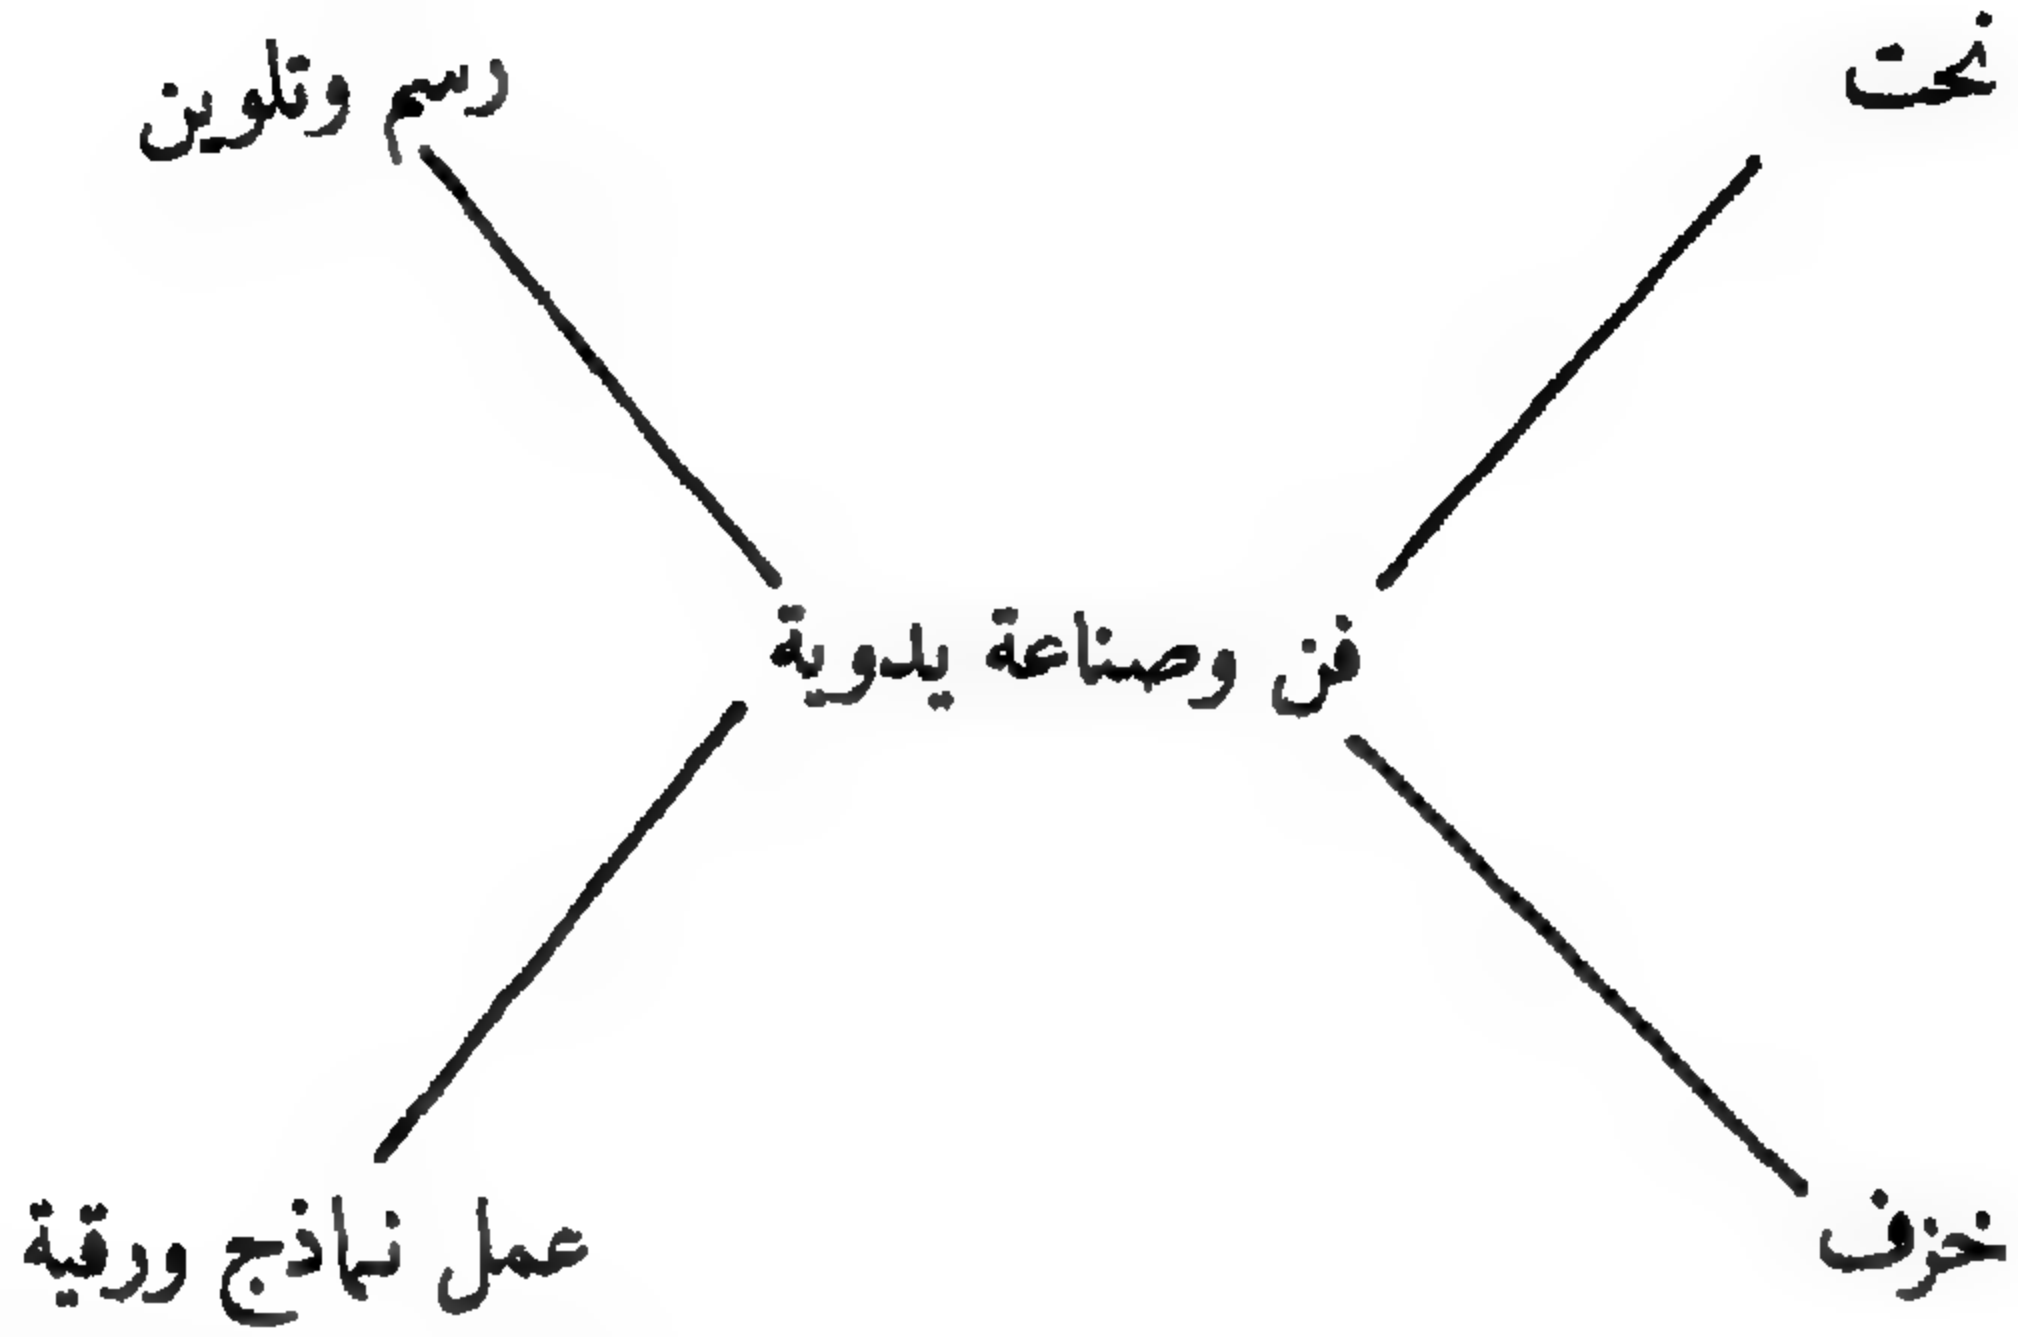 نحت
رسم وتلوين
فن وصناعة يدوية
خزف
عمل نماذج ورقية